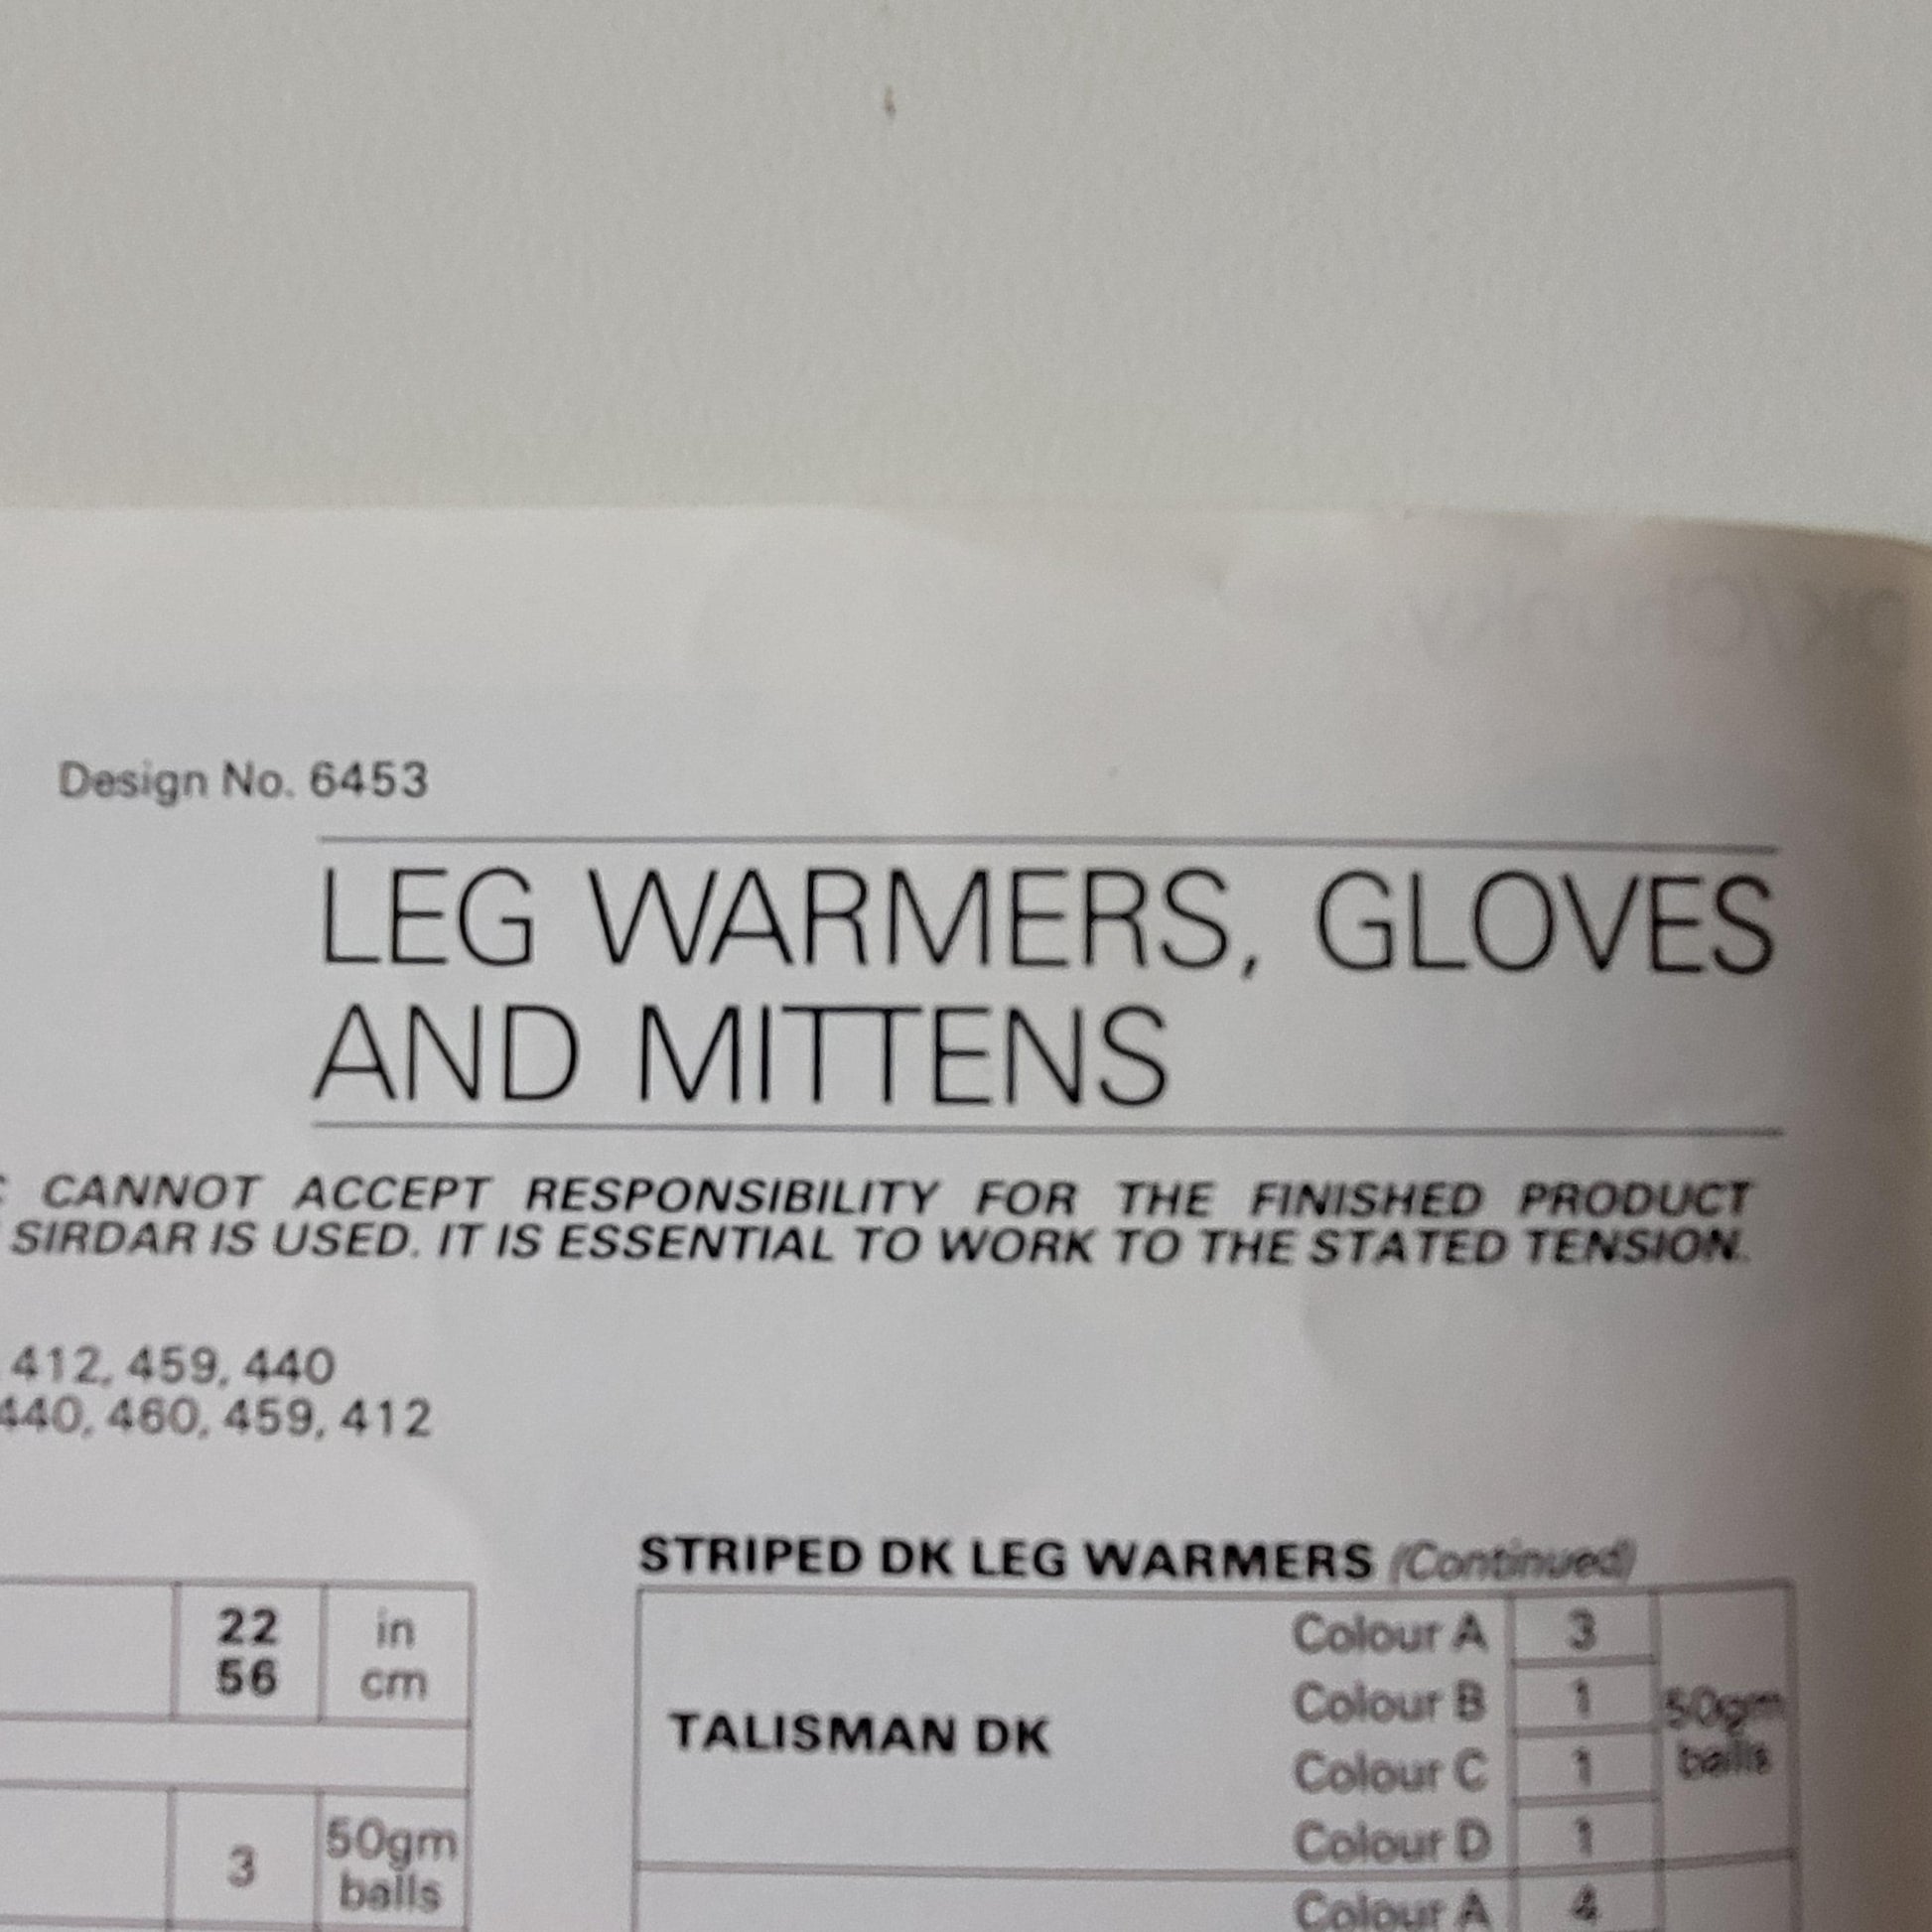 Design No. 6453
LEG WARMERS, GLOVES
AND MITTENS
CANNOT ACCEPT RESPONSIBILITY FOR THE FINISHED PRODUCT
SIRDAR IS USED. IT IS ESSENTIAL TO WORK TO THE STATED TENSION.
412, 459, 440
440, 460, 459, 412
22 in
56 cm
3 50gm
balls
STRIPED DK LEG WARMERS (Continued)
TALISMAN DK
Colour A 3
Colour B 1
Colour C 1
Colour D 1
50gm
balls
Colour A 4